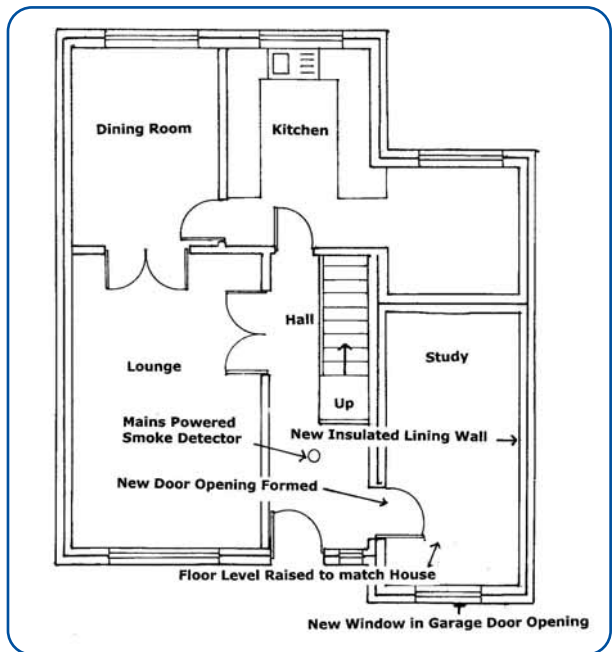 Dining Room
Kitchen
Hall
Study
Lounge
Up
Mains Powered
Smoke Detector
New Insulated Lining Wall
New Door Opening Formed
Floor Level Raised to match House
New Window in Garage Door Opening